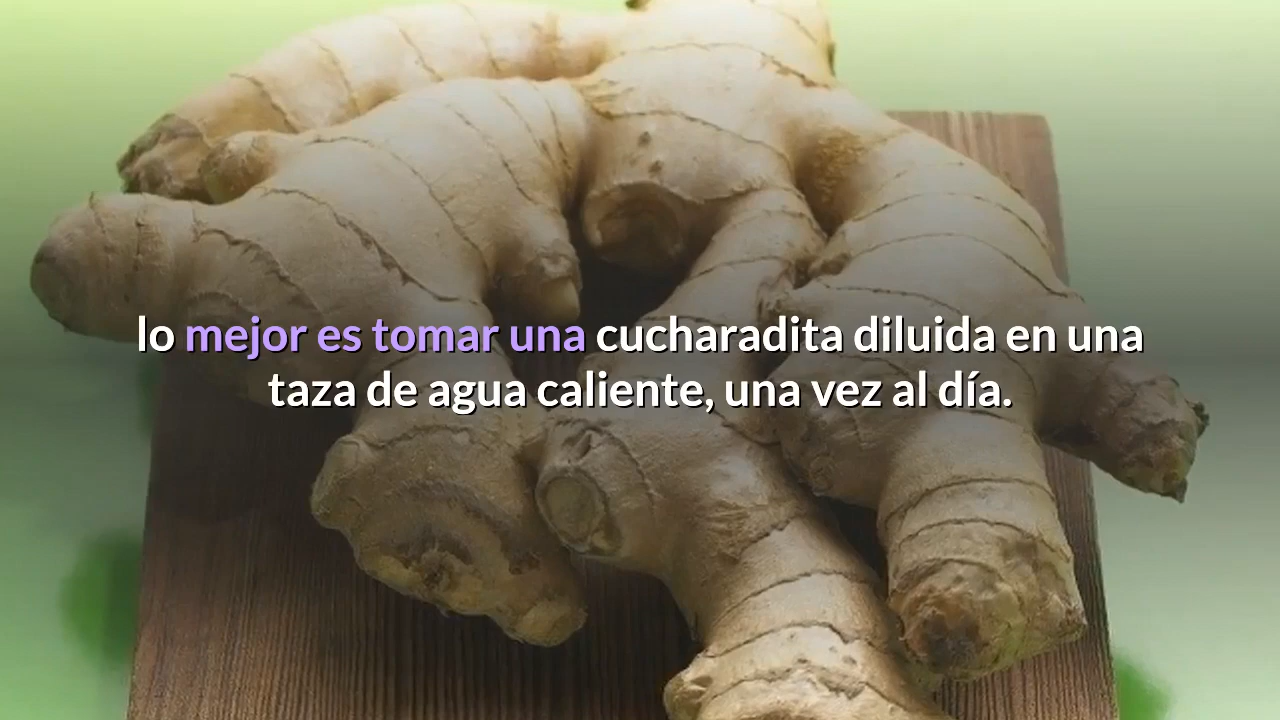 lo mejor es tomar una cucharadita diluida en una
taza de agua caliente, una vez al día.